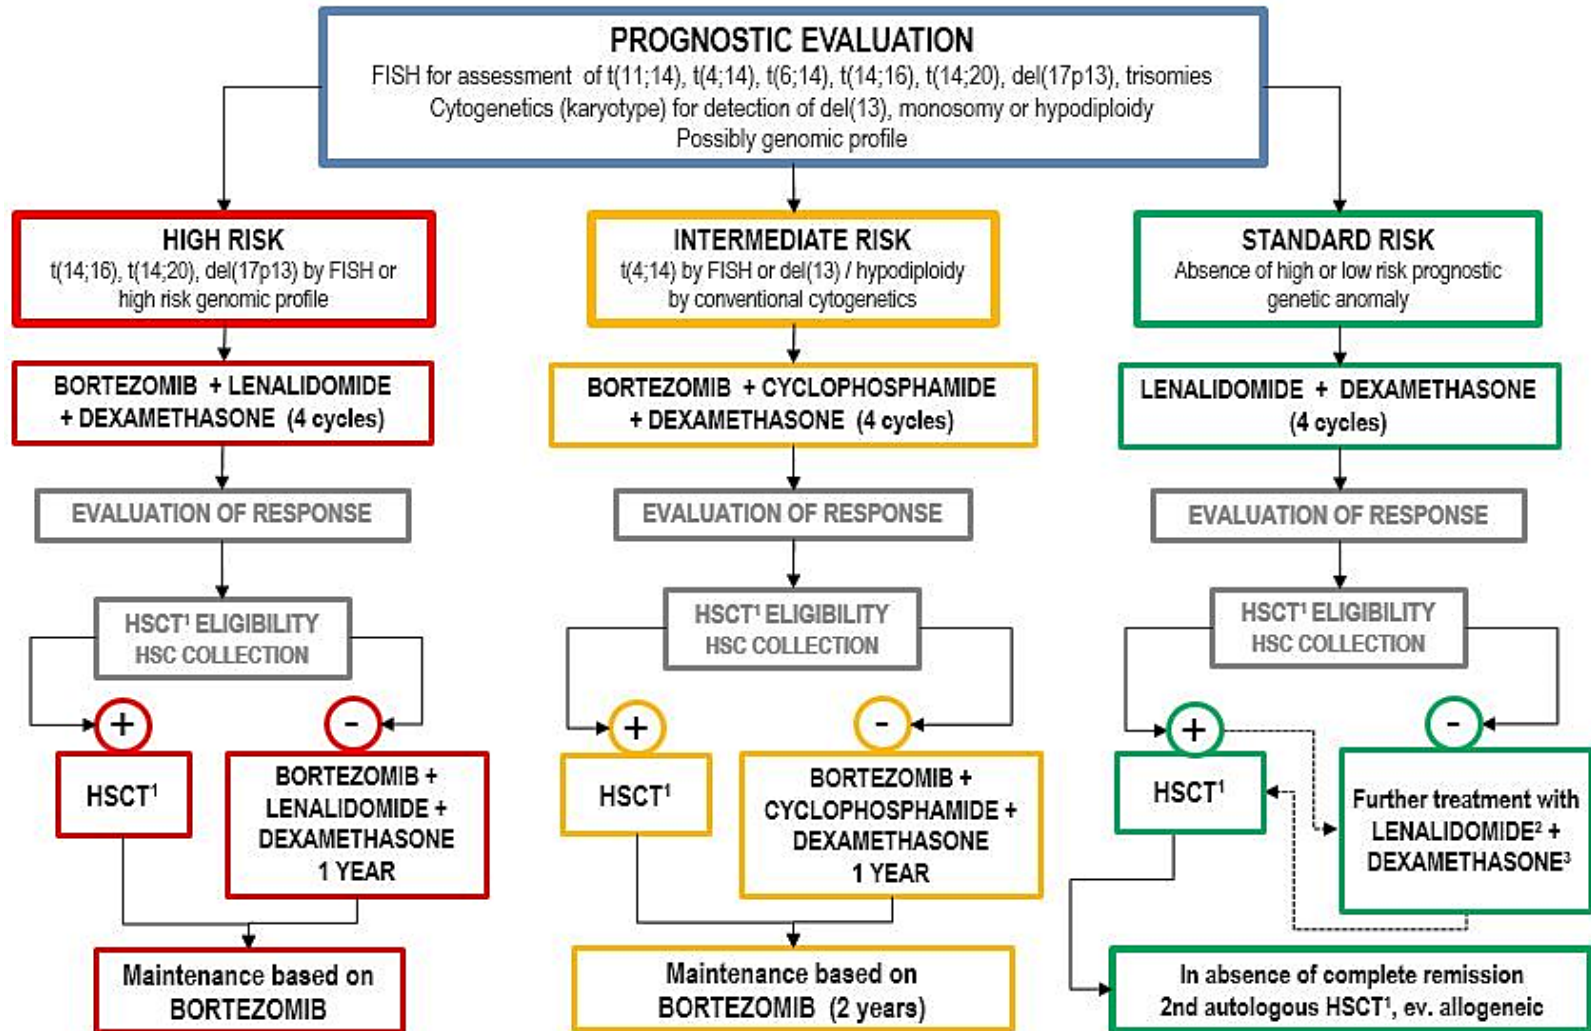 PROGNOSTIC EVALUATION
FISH for assessment of t(11;14), t(4;14), t(6;14), t(14;16), t(14;20), del(17p13), trisomies
Cytogenetics (karyotype) for detection of del(13), monosomy or hypodiploidy
Possibly genomic profile
HIGH RISK
t(14;16), t(14;20), del(17p13) by FISH or
high risk genomic profile
BORTEZOMIB + LENALIDOMIDE
+ DEXAMETHASONE (4 cycles)
EVALUATION OF RESPONSE
HSCT¹ ELIGIBILITY
HSC COLLECTION
+
-
HSCT¹
BORTEZOMIB +
LENALIDOMIDE +
DEXAMETHASONE
1 YEAR
Maintenance based on
BORTEZOMIB
INTERMEDIATE RISK
t(4;14) by FISH or del(13) / hypodiploidy
by conventional cytogenetics
BORTEZOMIB + CYCLOPHOSPHAMIDE
+ DEXAMETHASONE (4 cycles)
EVALUATION OF RESPONSE
HSCT¹ ELIGIBILITY
HSC COLLECTION
+
-
HSCT¹
BORTEZOMIB +
CYCLOPHOSPHAMIDE +
DEXAMETHASONE
1 YEAR
Maintenance based on
BORTEZOMIB (2 years)
STANDARD RISK
Absence of high or low risk prognostic
genetic anomaly
LENALIDOMIDE + DEXAMETHASONE
(4 cycles)
EVALUATION OF RESPONSE
HSCT¹ ELIGIBILITY
HSC COLLECTION
+
-
HSCT¹
Further treatment with
LENALIDOMIDE² +
DEXAMETHASONE³
In absence of complete remission
2nd autologous HSCT¹, ev. allogeneic